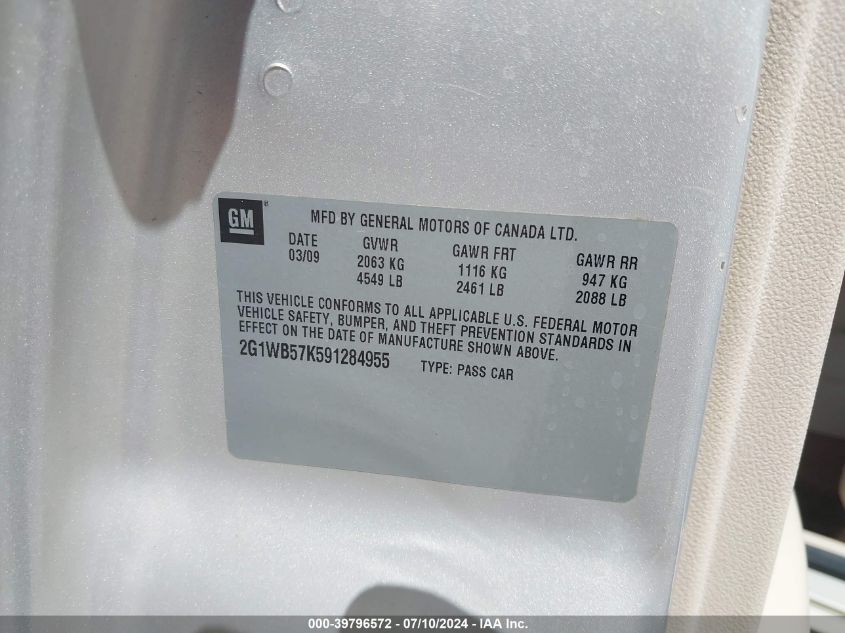 GM
MFD BY GENERAL MOTORS OF CANADA LTD.
DATE GVWR GAWR FRT GAWR RR
03/09 2063 KG 1116 KG 947 KG
4549 LB 2461 LB 2088 LB
THIS VEHICLE CONFORMS TO ALL APPLICABLE U.S. FEDERAL MOTOR
VEHICLE SAFETY, BUMPER, AND THEFT PREVENTION STANDARDS IN
EFFECT ON THE DATE OF MANUFACTURE SHOWN ABOVE.
2G1WB57K591284955 TYPE: PASS CAR
000-39796572 - 07/10/2024 - IAA Inc.